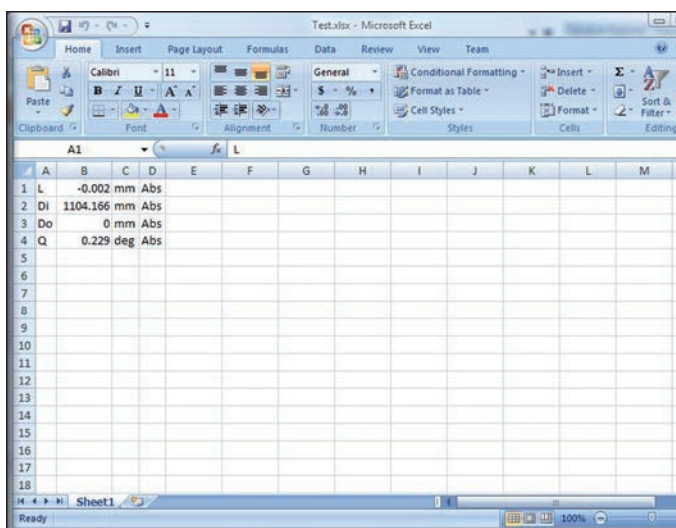 Test.xlsx - Microsoft Excel
Home Insert Page Layout Formulas Data Review View Team
Calibri 11 General Conditional Formatting Insert Σ
Paste B I U A A $ % , Format as Table Delete Sort &
A Cell Styles Format Filter
Clipboard Font Alignment Number Styles Cells Editing
A1 fx L
A B C D E F G H I J K L M
1 L -0.002 mm Abs
2 Di 1104.166 mm Abs
3 Do 0 mm Abs
4 Q 0.229 deg Abs
5
6
7
8
9
10
11
12
13
14
15
16
17
18
Sheet1
Ready 100%